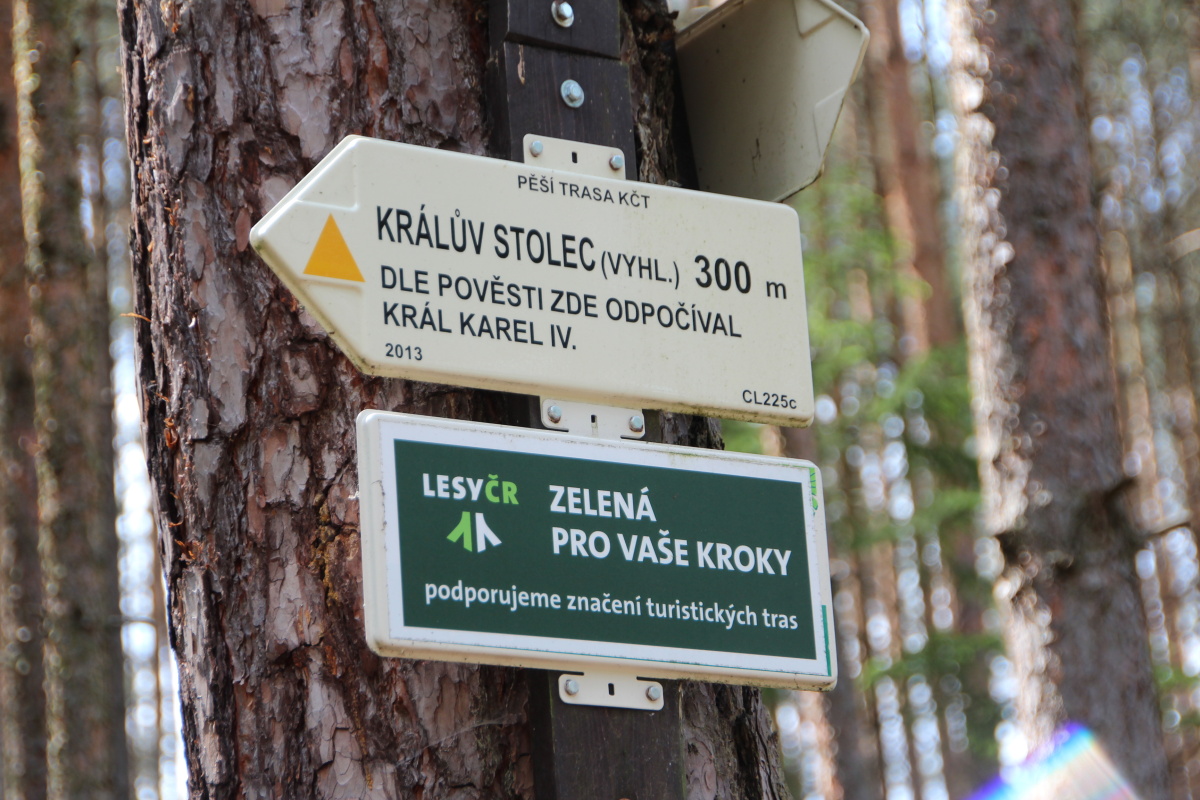 PĚŠÍ TRASA KČT
KRÁLŮV STOLEC (VYHL.) 300 m
DLE POVĚSTI ZDE ODPOČÍVAL
KRÁL KAREL IV.
2013
CL225c
LESYČR
ZELENÁ
PRO VAŠE KROKY
podporujeme značení turistických tras